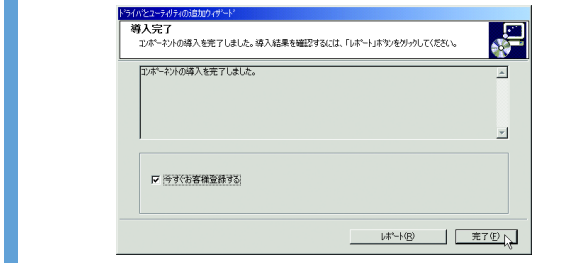 ﾄﾞﾗｲﾊﾞとﾕｰﾃｨﾘﾃｨの追加ｳｨｻﾞｰﾄﾞ
導入完了
ｺﾝﾎﾟｰﾈﾝﾄの導入を完了しました。導入結果を確認するには、「ﾚﾎﾟｰﾄ」ﾎﾞﾀﾝをｸﾘｯｸしてください。
ｺﾝﾎﾟｰﾈﾝﾄの導入を完了しました。
今すぐお客様登録する
ﾚﾎﾟｰﾄ(R)
完了(F)